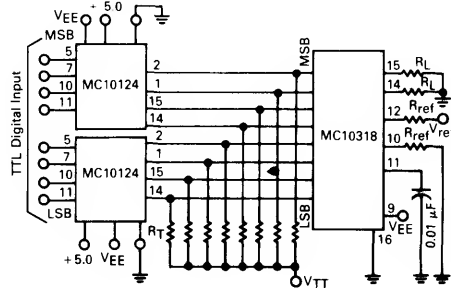 VEE + 5.0
MSB
5
7
10
11
MC10124
2
1
15
14
TTL Digital Input
5
7
10
11
LSB
MC10124
2
1
15
14
+5.0 VEE
RT
MSB
LSB
VTT
MC10318
15 RL
14 RL
12 Rref
Vref
10 Rref
11
9
VEE
16
0.01 µF